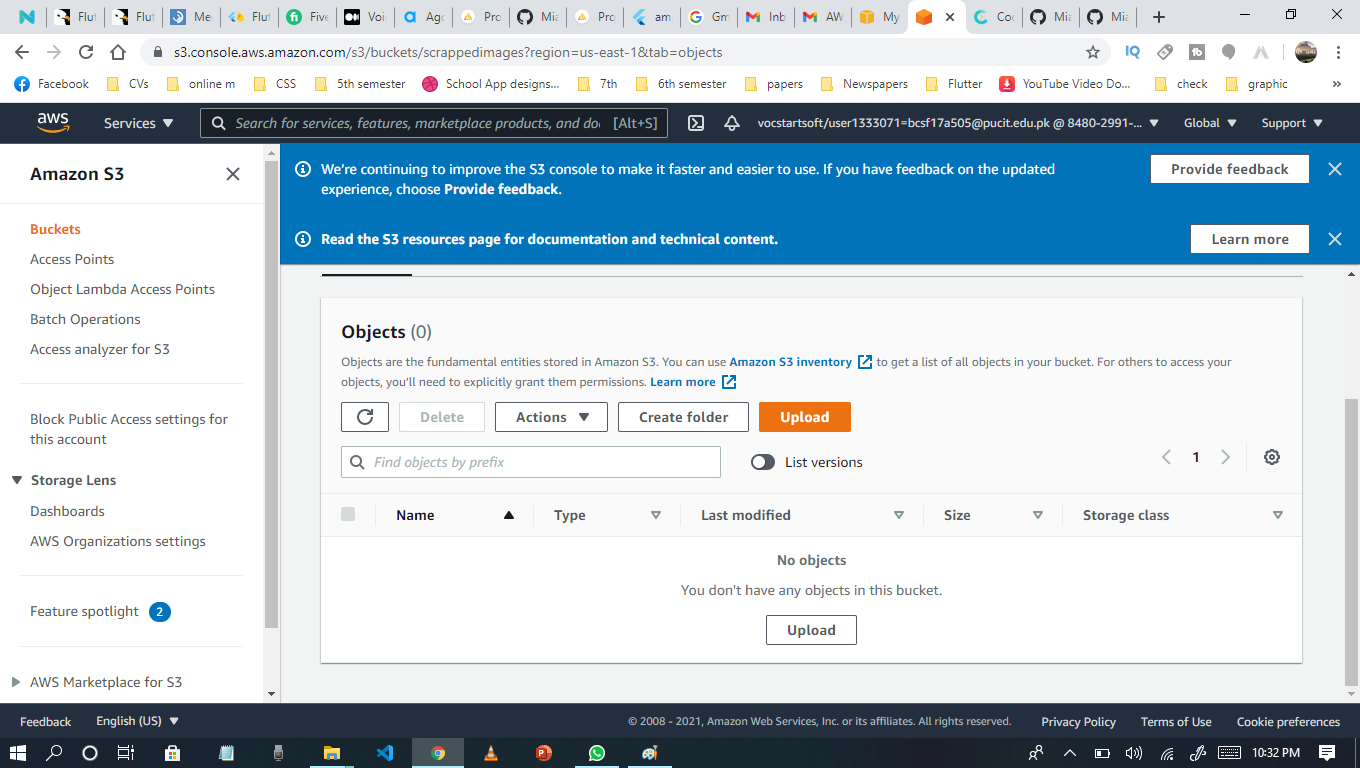 Flut
Flut
Me
Flut
Five
Voi
Ago
Pro
Mia
Pro
am
Gm
Inb
AW
My
Coc
Mia
Mia
s3.console.aws.amazon.com/s3/buckets/scrappedimages?region=us-east-1&tab=objects
IQ
tb
Facebook
CVs
online m
CSS
5th semester
School App designs...
7th
6th semester
papers
Newspapers
Flutter
YouTube Video Do...
check
graphic
»
aws
Services
Search for services, features, marketplace products, and do
[Alt+S]
vocstartsoft/user1333071=bcsf17a505@pucit.edu.pk @ 8480-2991-...
Global
Support
Amazon S3
Buckets
Access Points
Object Lambda Access Points
Batch Operations
Access analyzer for S3
Block Public Access settings for
this account
Storage Lens
Dashboards
AWS Organizations settings
Feature spotlight 2
AWS Marketplace for S3
We're continuing to improve the S3 console to make it faster and easier to use. If you have feedback on the updated
experience, choose Provide feedback.
Provide feedback
Read the S3 resources page for documentation and technical content.
Learn more
Objects (0)
Objects are the fundamental entities stored in Amazon S3. You can use Amazon S3 inventory to get a list of all objects in your bucket. For others to access your
objects, you'll need to explicitly grant them permissions. Learn more
Delete
Actions
Create folder
Upload
Find objects by prefix
List versions
1
Name
Type
Last modified
Size
Storage class
No objects
You don't have any objects in this bucket.
Upload
Feedback
English (US)
© 2008 - 2021, Amazon Web Services, Inc. or its affiliates. All rights reserved.
Privacy Policy
Terms of Use
Cookie preferences
10:32 PM